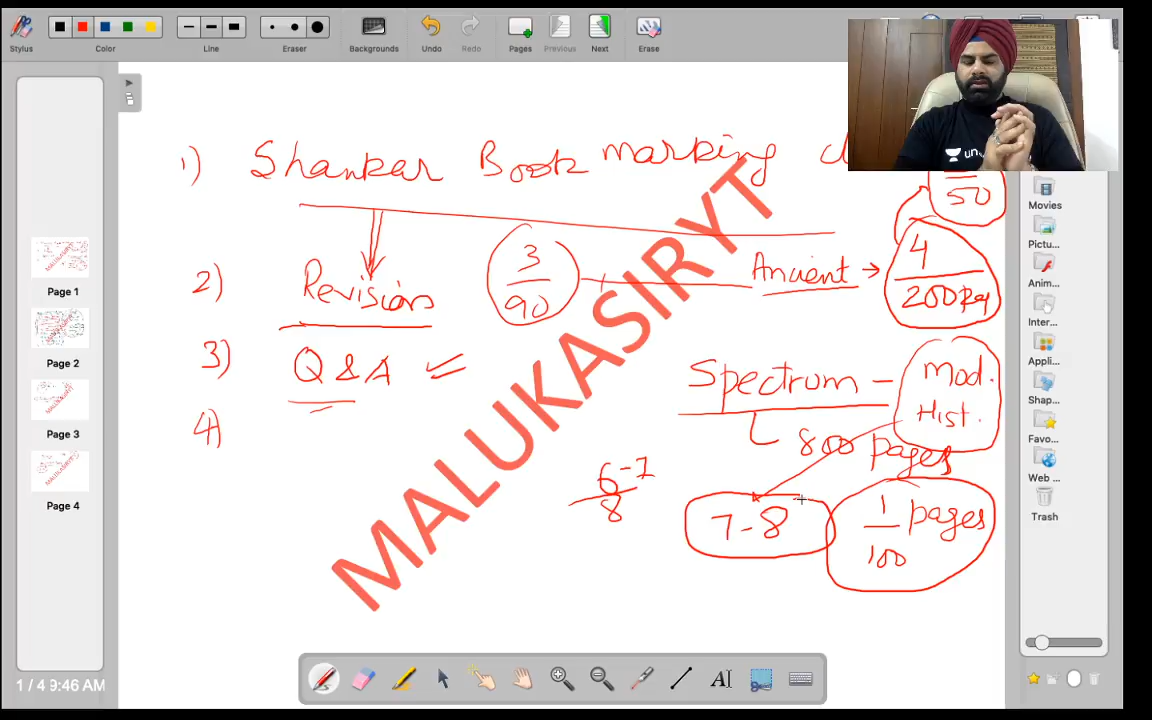 Stylus
Color
Line
Eraser
Backgrounds
Undo
Redo
Pages
Previous
Next
Erase
1) Shankar Book marking
50
2) Revision 3/90 Ancient → 4/200
3) Q & A
4)
Spectrum - Mod. Hist.
800 pages
6-7/8
7-8
1/100 pages
MALUKASIRYT
un
Page 1
Page 2
Page 3
Page 4
1 / 4 9:46 AM
Movies
Pictu...
Anim...
Inter...
Appli...
Shap...
Favo...
Web ...
Trash